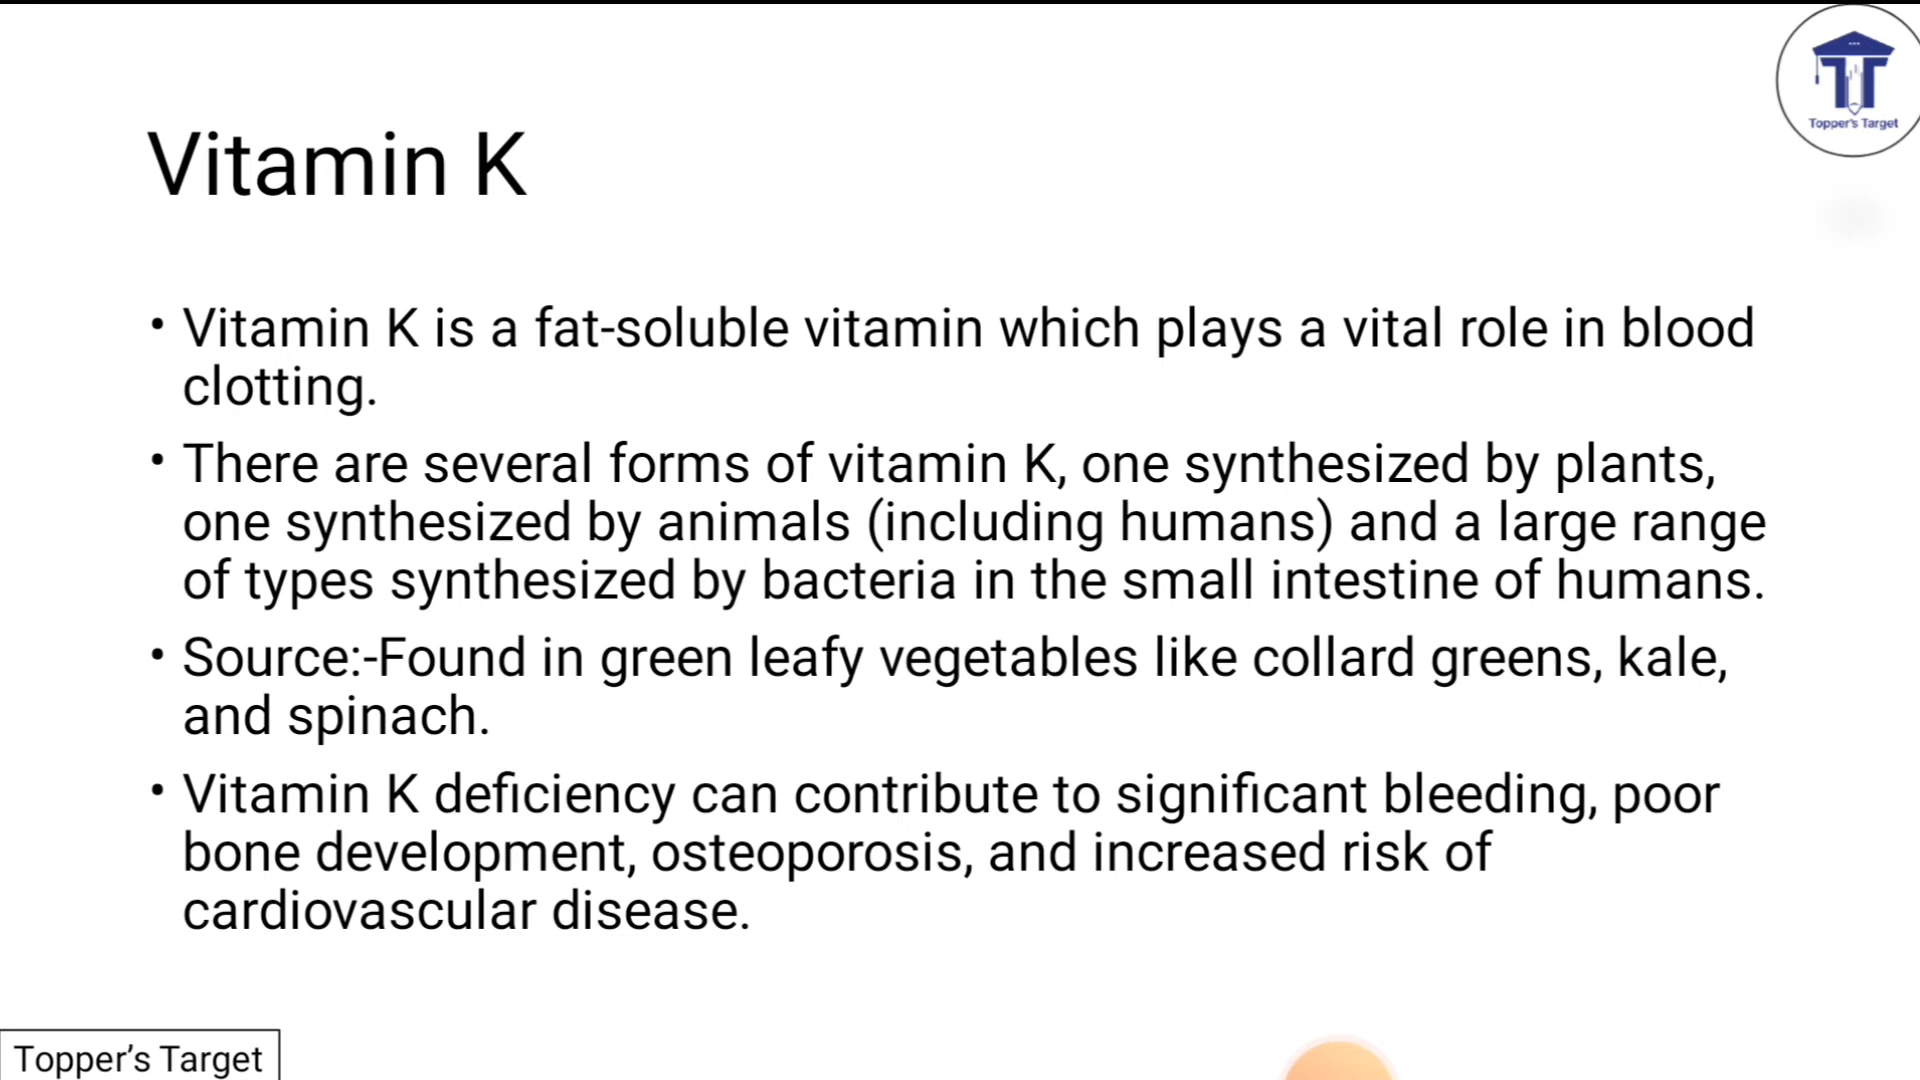 Topper's Target
Vitamin K
• Vitamin K is a fat-soluble vitamin which plays a vital role in blood
clotting.
• There are several forms of vitamin K, one synthesized by plants,
one synthesized by animals (including humans) and a large range
of types synthesized by bacteria in the small intestine of humans.
• Source:-Found in green leafy vegetables like collard greens, kale,
and spinach.
• Vitamin K deficiency can contribute to significant bleeding, poor
bone development, osteoporosis, and increased risk of
cardiovascular disease.
Topper’s Target